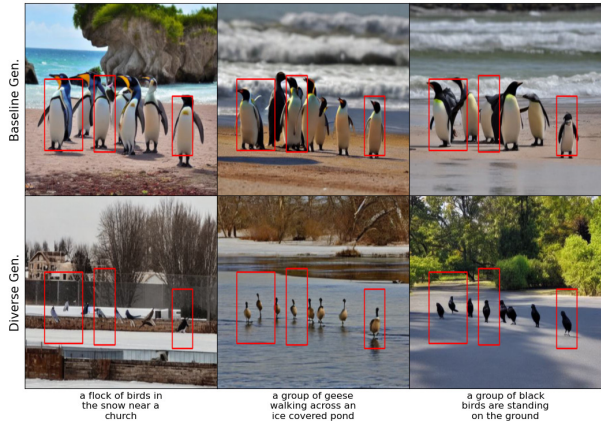 Baseline Gen.
Diverse Gen.
a flock of birds in
the snow near a
church
a group of geese
walking across an
ice covered pond
a group of black
birds are standing
on the ground